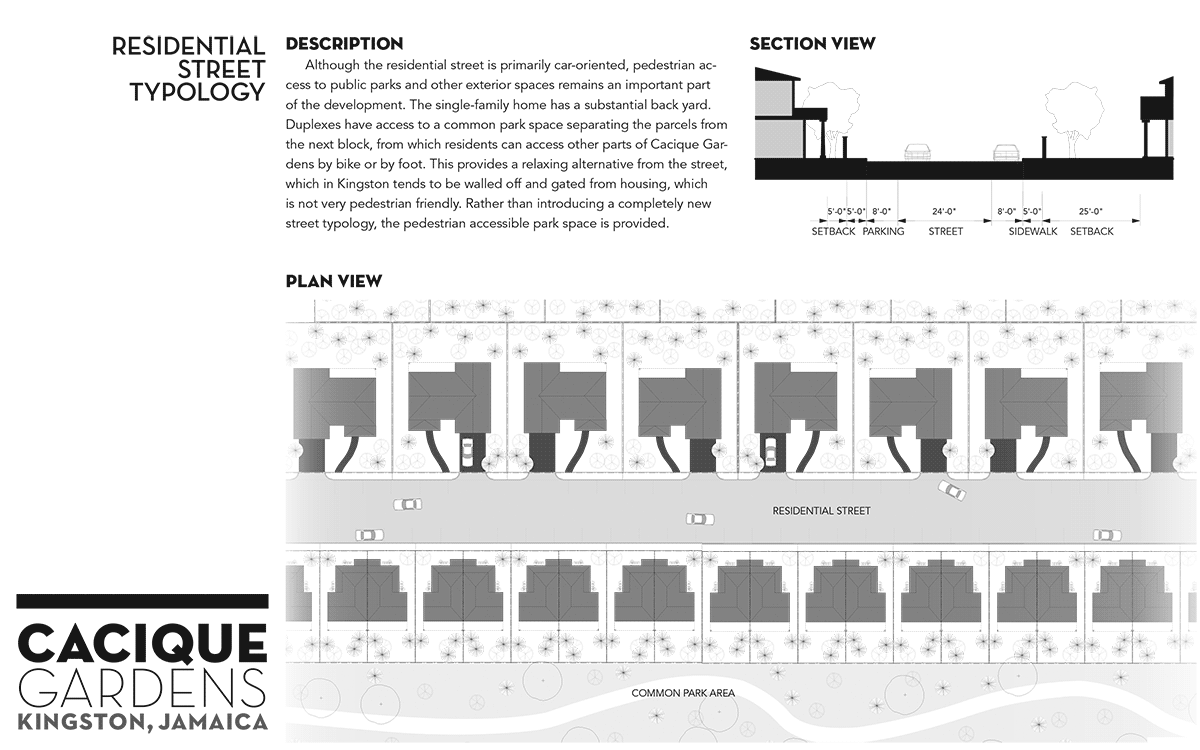 RESIDENTIAL
STREET
TYPOLOGY
DESCRIPTION
Although the residential street is primarily car-oriented, pedestrian ac-
cess to public parks and other exterior spaces remains an important part
of the development. The single-family home has a substantial back yard.
Duplexes have access to a common park space separating the parcels from
the next block, from which residents can access other parts of Cacique Gar-
dens by bike or by foot. This provides a relaxing alternative from the street,
which in Kingston tends to be walled off and gated from housing, which
is not very pedestrian friendly. Rather than introducing a completely new
street typology, the pedestrian accessible park space is provided.
SECTION VIEW
5'-0" 5'-0" 8'-0" 24'-0" 8'-0" 5'-0" 25'-0"
SETBACK PARKING STREET SIDEWALK SETBACK
PLAN VIEW
RESIDENTIAL STREET
COMMON PARK AREA
CACIQUE
GARDENS
KINGSTON, JAMAICA